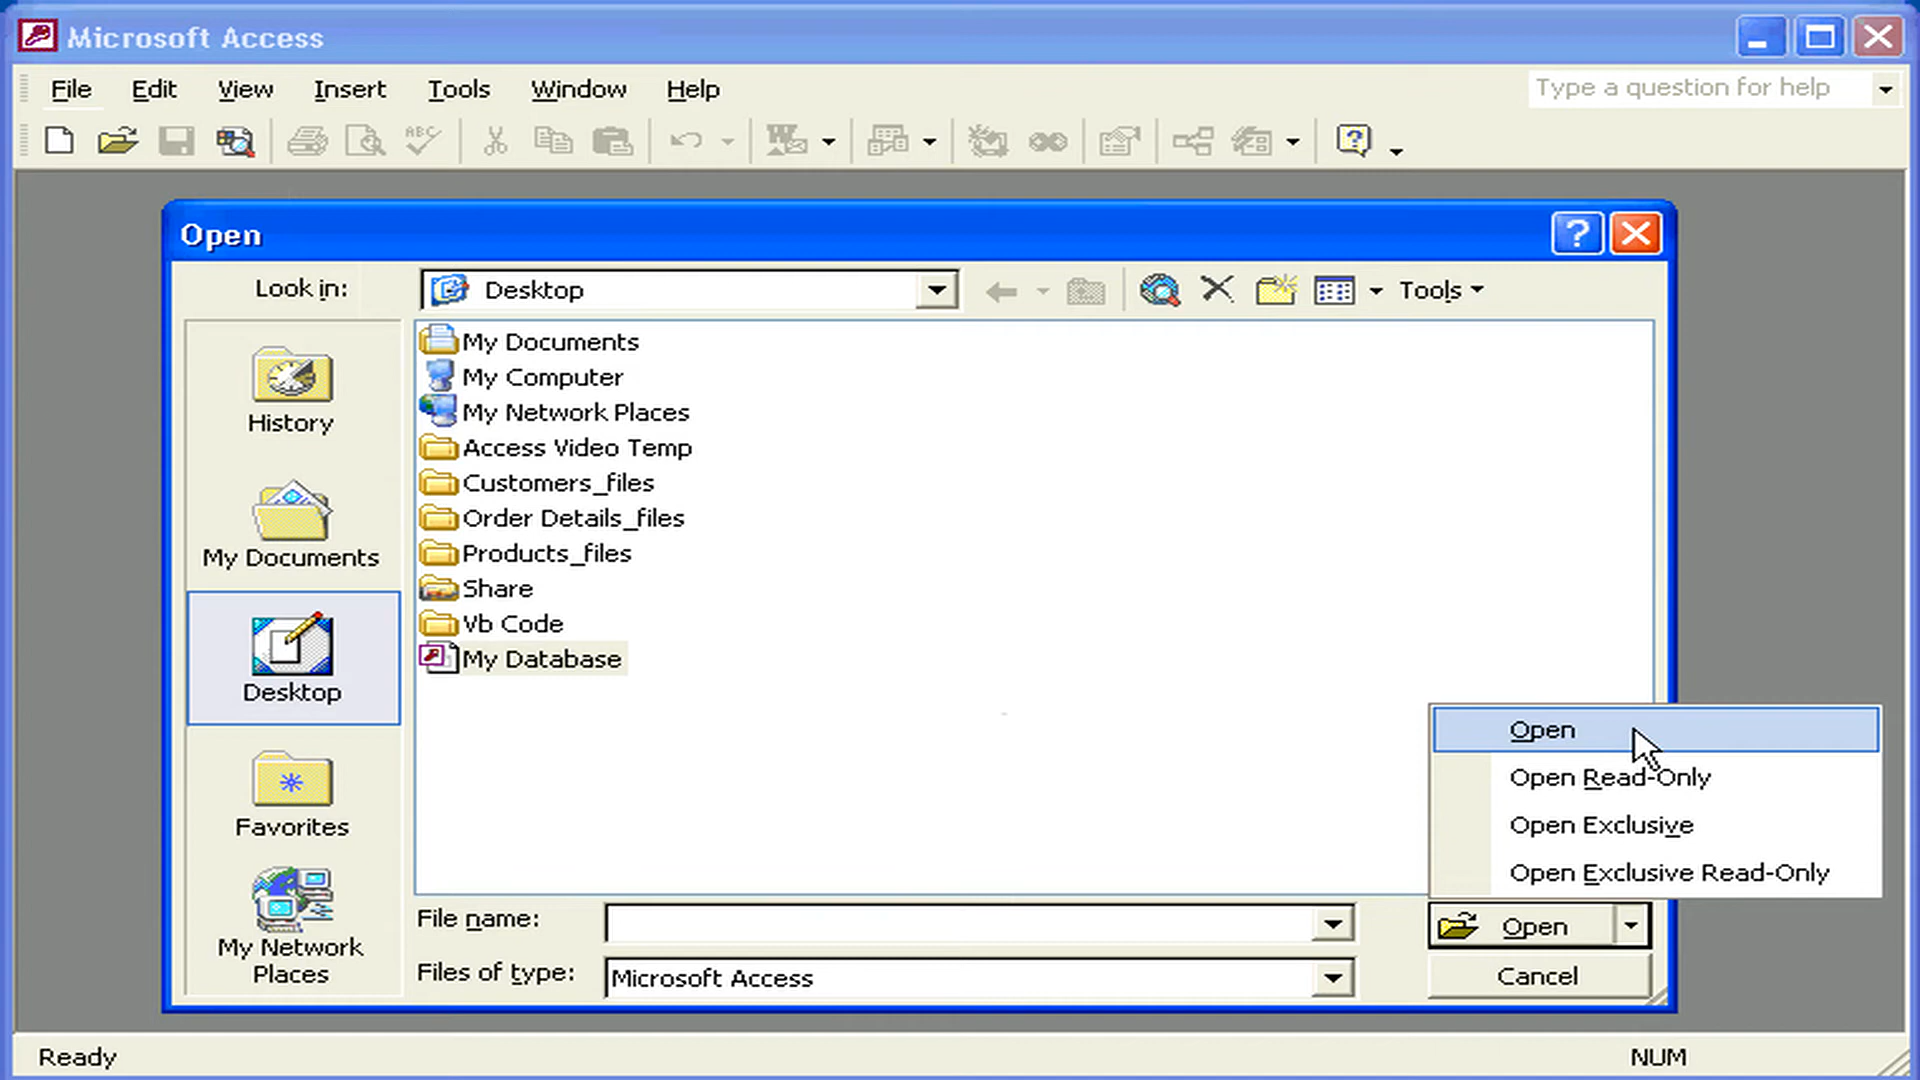 Microsoft Access
File Edit View Insert Tools Window Help Type a question for help
ABC
Open
Look in: Desktop Tools
History
My Documents
Desktop
Favorites
My Network
Places
My Documents
My Computer
My Network Places
Access Video Temp
Customers_files
Order Details_files
Products_files
Share
Vb Code
My Database
Open
Open Read-Only
Open Exclusive
Open Exclusive Read-Only
File name: Open
Files of type: Microsoft Access Cancel
Ready NUM